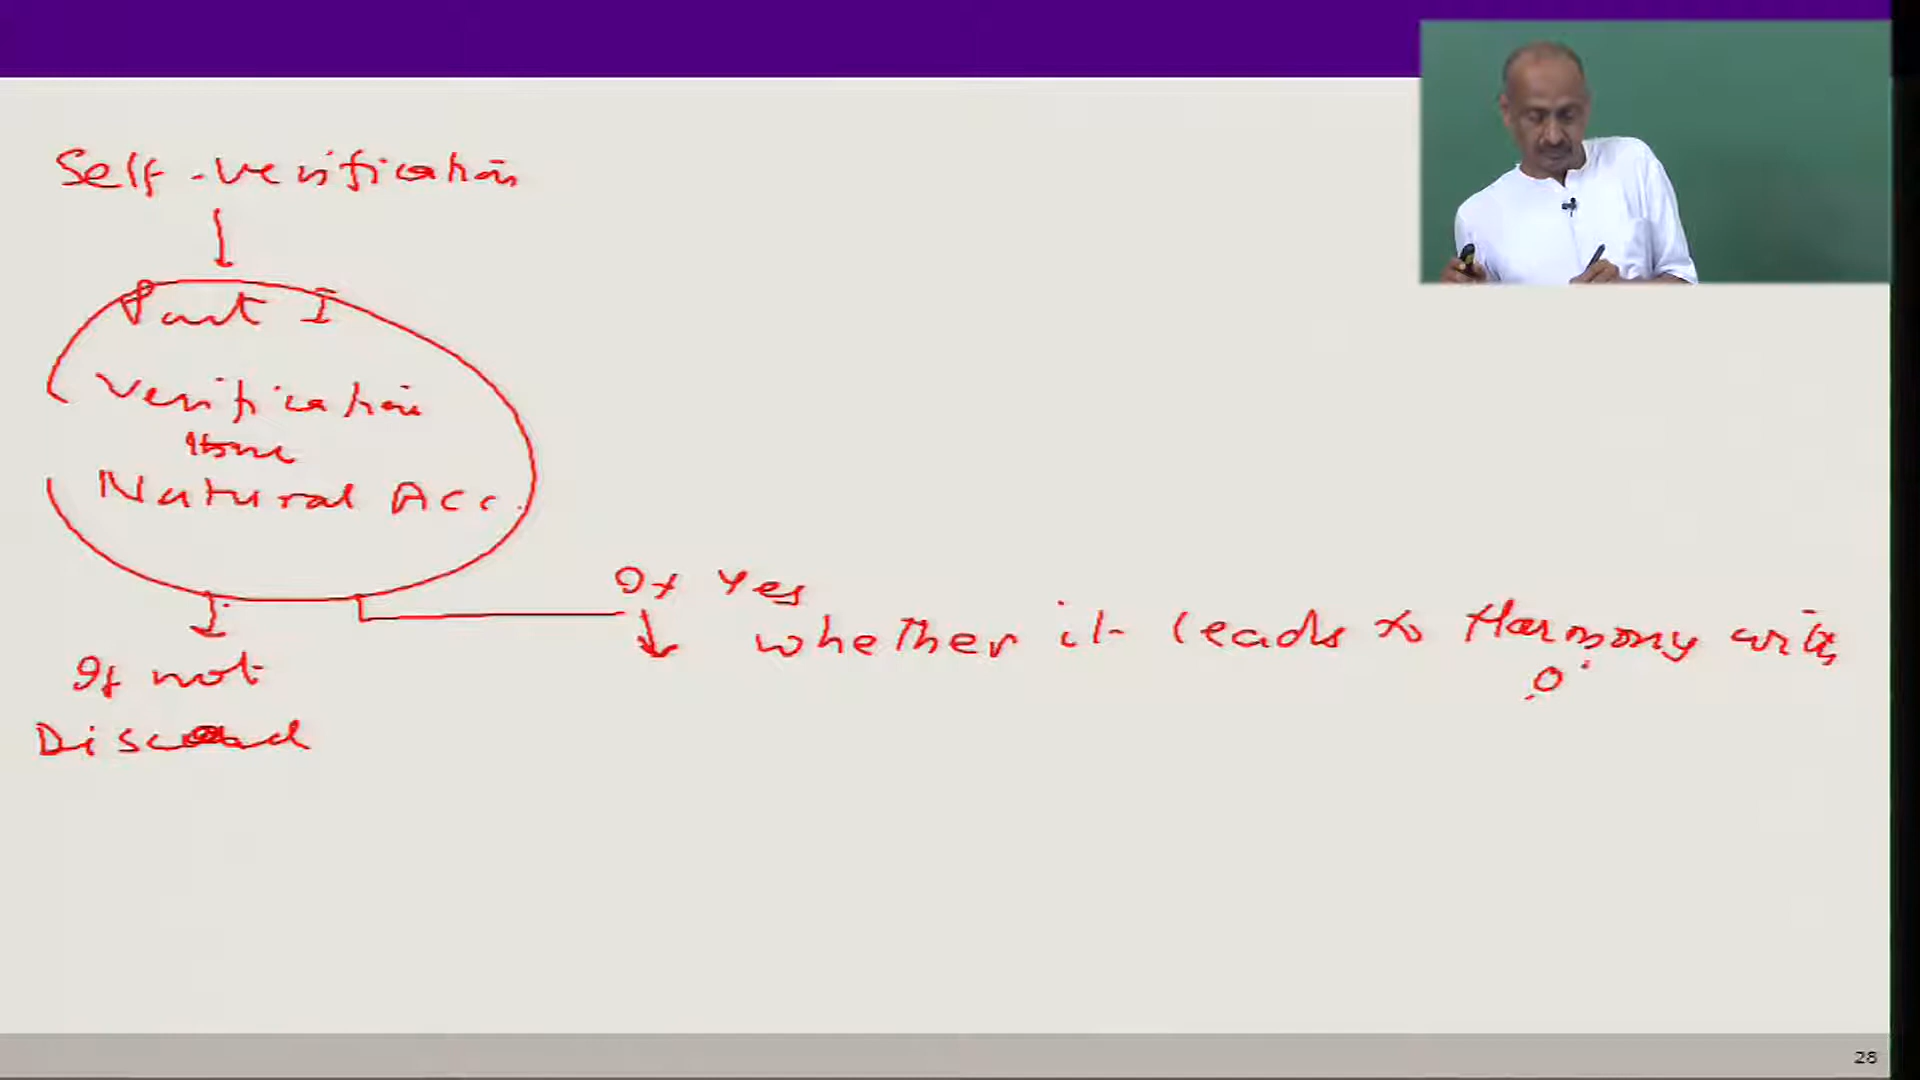 Self-verification
Part I
Verification
Natural Acc.
If Yes
whether it leads to Harmony with
O
If not
Discard
28